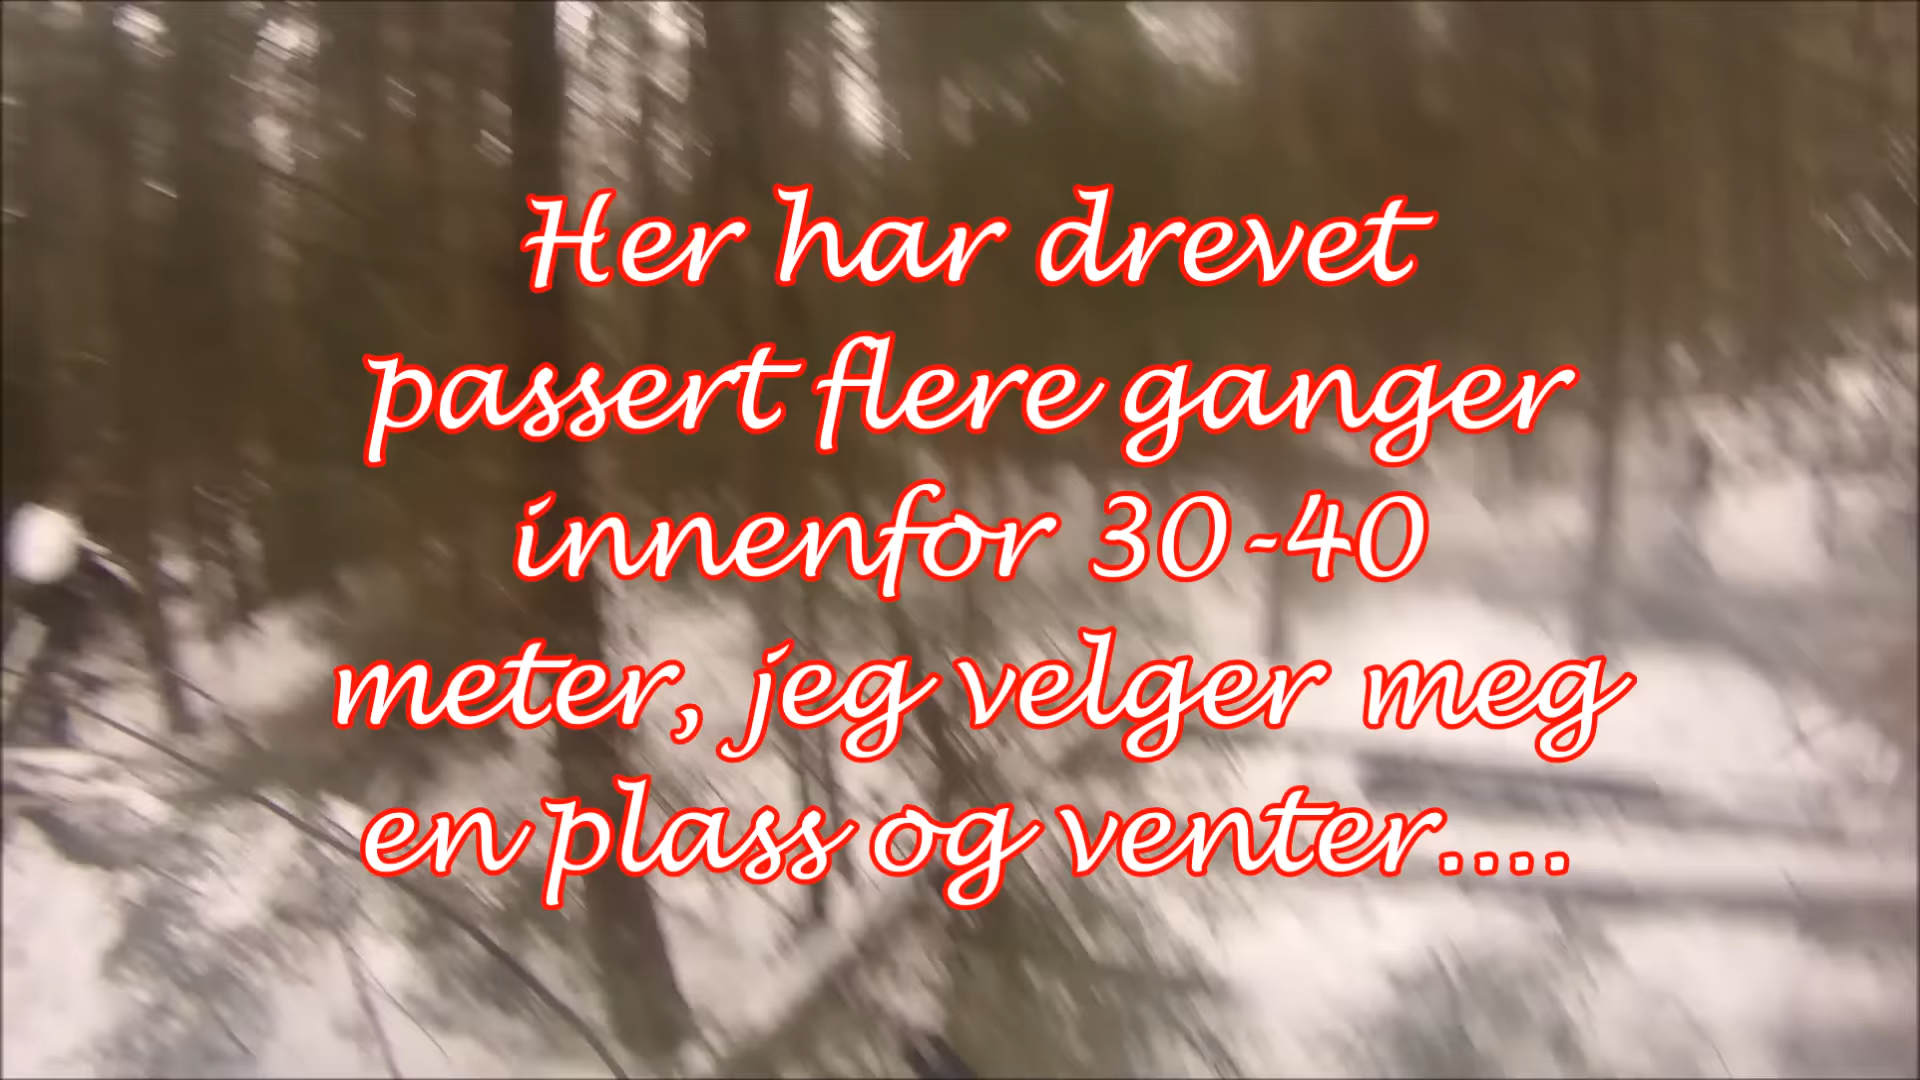 Her har drevet
passert flere ganger
innenfor 30-40
meter, jeg velger meg
en plass og venter....